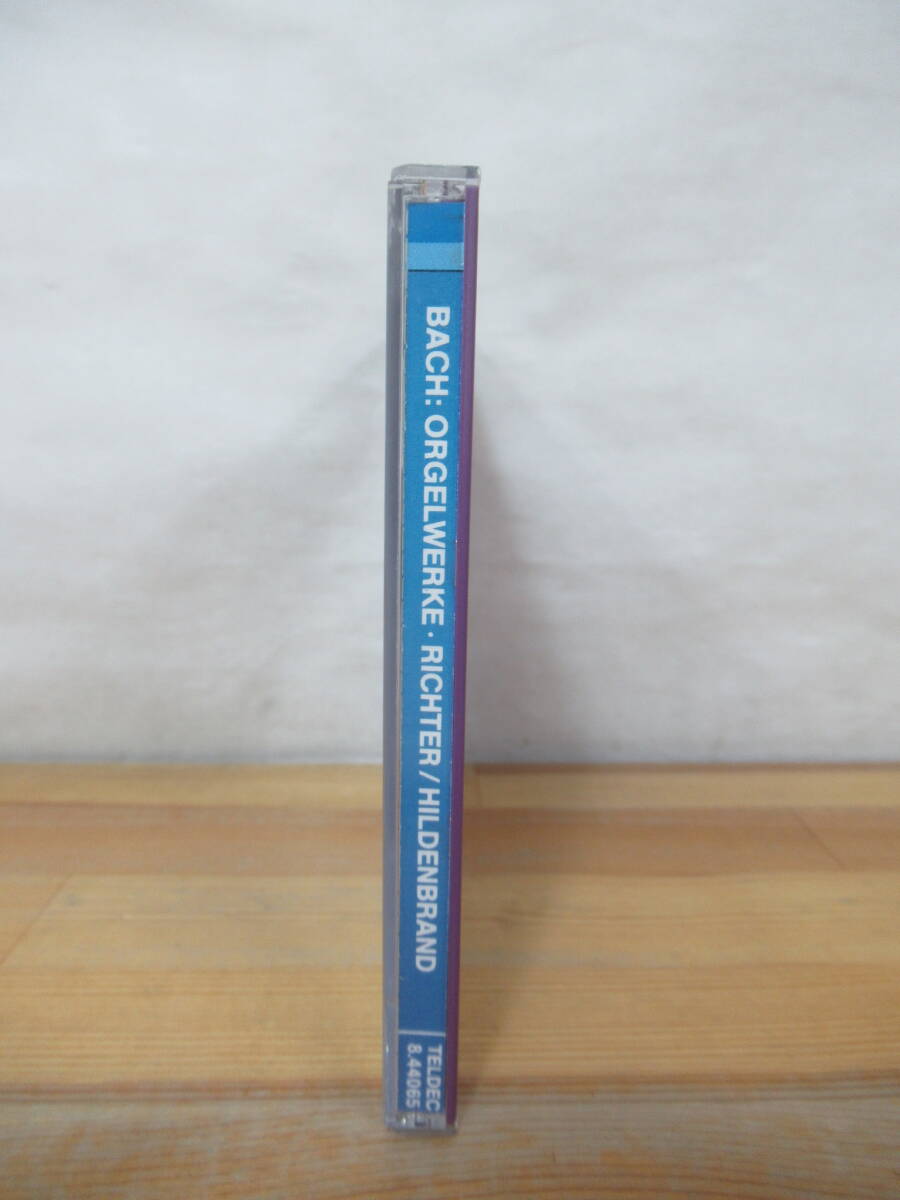 BACH: ORGELWERKE · RICHTER / HILDENBRAND
TELDEC
8.44065